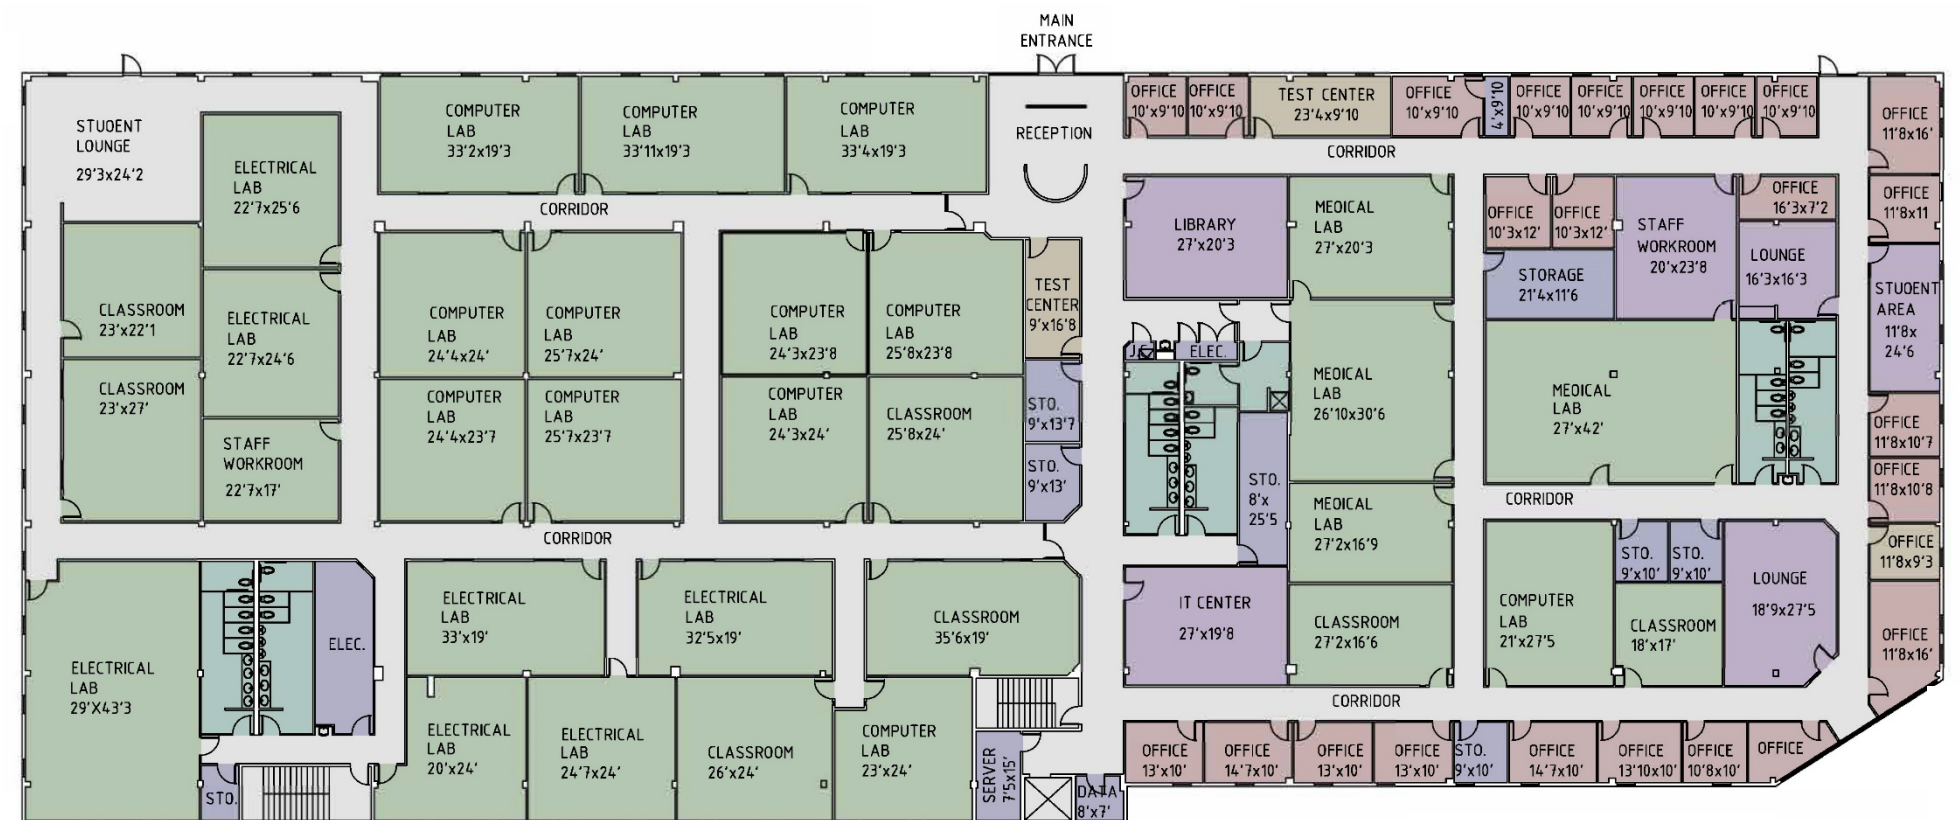 MAIN
ENTRANCE
STUDENT
LOUNGE
29'3x24'2
ELECTRICAL
LAB
22'7x25'6
COMPUTER
LAB
33'2x19'3
COMPUTER
LAB
33'11x19'3
COMPUTER
LAB
33'4x19'3
RECEPTION
OFFICE
10'x9'10
OFFICE
10'x9'10
TEST CENTER
23'4x9'10
OFFICE
10'x9'10
4'x9'10
OFFICE
10'x9'10
OFFICE
10'x9'10
OFFICE
10'x9'10
OFFICE
10'x9'10
OFFICE
10'x9'10
OFFICE
11'8x16'
CORRIDOR
CORRIDOR
LIBRARY
27'x20'3
MEDICAL
LAB
27'x20'3
OFFICE
10'3x12'
OFFICE
10'3x12'
STAFF
WORKROOM
20'x23'8
OFFICE
16'3x7'2
OFFICE
11'8x11
LOUNGE
16'3x16'3
STORAGE
21'4x11'6
STUDENT
AREA
11'8x
24'6
CLASSROOM
23'x22'1
ELECTRICAL
LAB
22'7x24'6
COMPUTER
LAB
24'4x24'
COMPUTER
LAB
25'7x24'
COMPUTER
LAB
24'3x23'8
COMPUTER
LAB
25'8x23'8
TEST
CENTER
9'x16'8
J.C.
ELEC.
CLASSROOM
23'x27'
STAFF
WORKROOM
22'7x17'
COMPUTER
LAB
24'4x23'7
COMPUTER
LAB
25'7x23'7
COMPUTER
LAB
24'3x24'
CLASSROOM
25'8x24'
STO.
9'x13'7
STO.
9'x13'
MEDICAL
LAB
26'10x30'6
MEDICAL
LAB
27'x42'
OFFICE
11'8x10'7
OFFICE
11'8x10'8
STO.
8'x
25'5
MEDICAL
LAB
27'2x16'9
CORRIDOR
CORRIDOR
OFFICE
11'8x9'3
ELECTRICAL
LAB
29'X43'3
ELEC.
ELECTRICAL
LAB
33'x19'
ELECTRICAL
LAB
32'5x19'
CLASSROOM
35'6x19'
IT CENTER
27'x19'8
CLASSROOM
27'2x16'6
COMPUTER
LAB
21'x27'5
STO.
9'x10'
STO.
9'x10'
CLASSROOM
18'x17'
LOUNGE
18'9x27'5
OFFICE
11'8x16'
CORRIDOR
STO.
ELECTRICAL
LAB
20'x24'
ELECTRICAL
LAB
24'7x24'
CLASSROOM
26'x24'
COMPUTER
LAB
23'x24'
SERVER
7'5x15'
DATA
8'x7'
OFFICE
13'x10'
OFFICE
14'7x10'
OFFICE
13'x10'
OFFICE
13'x10'
STO.
9'x10'
OFFICE
14'7x10'
OFFICE
13'10x10'
OFFICE
10'8x10'
OFFICE